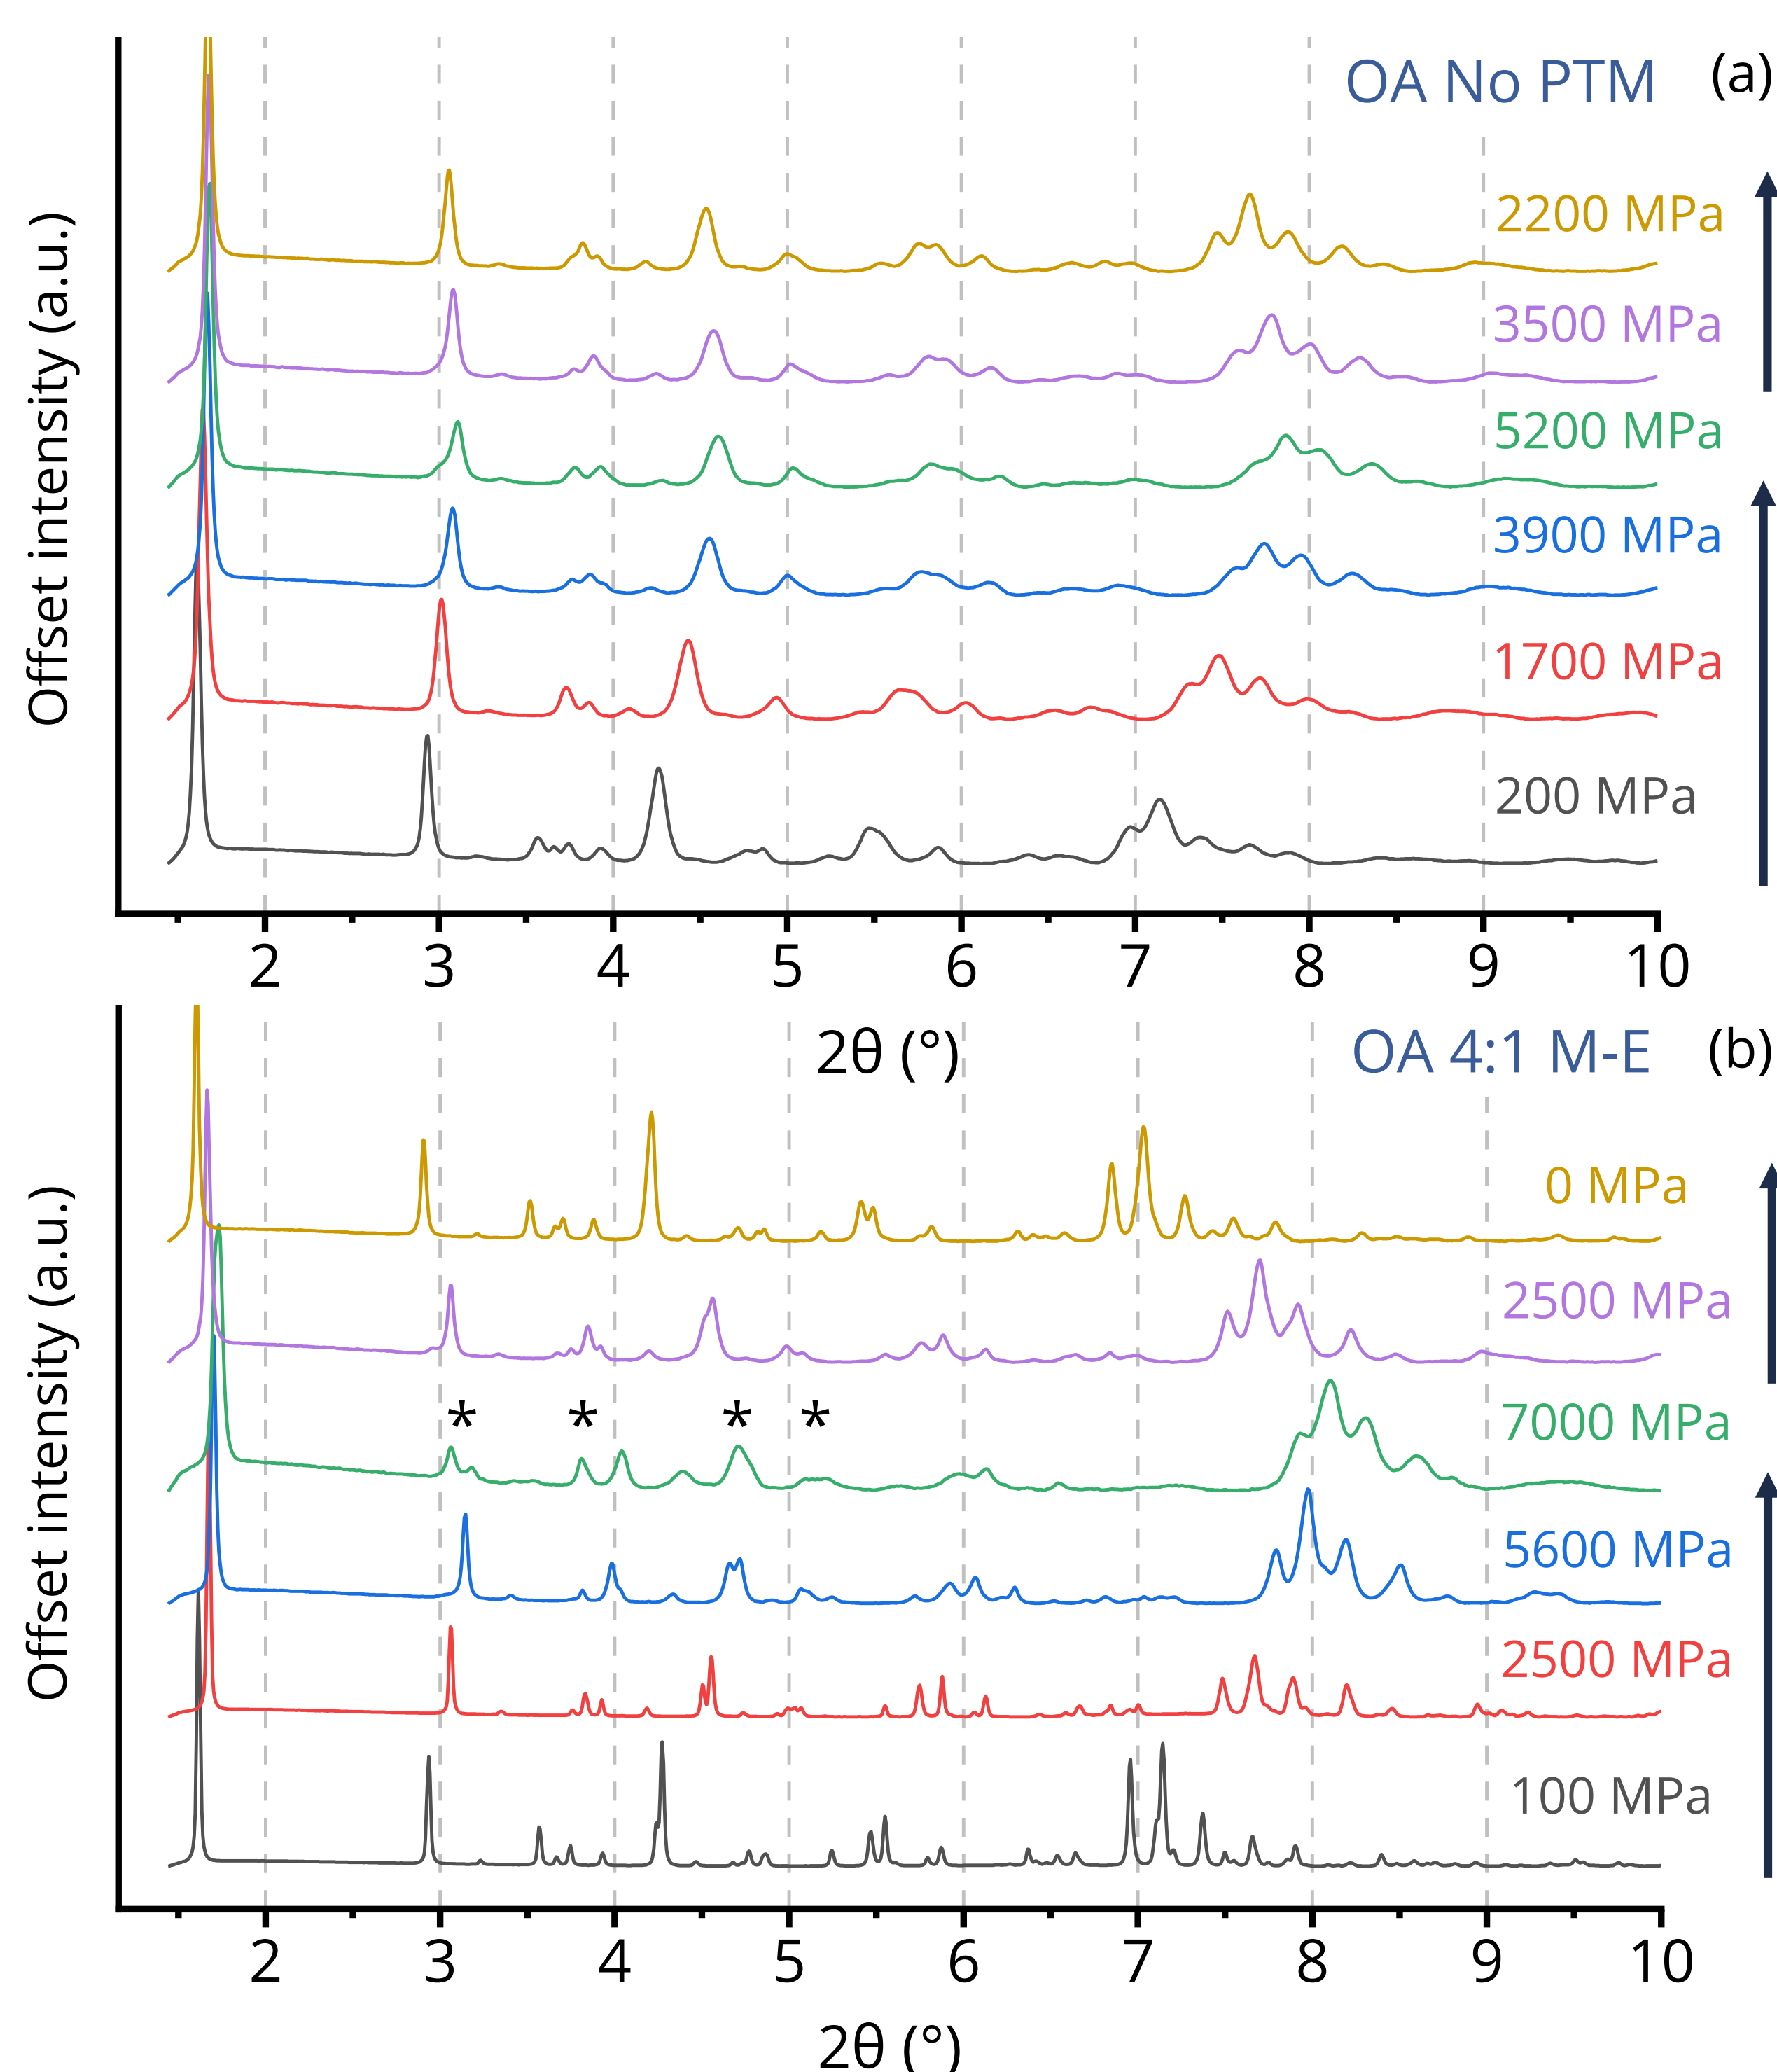 OA No PTM (a)
Offset intensity (a.u.)
2200 MPa
3500 MPa
5200 MPa
3900 MPa
1700 MPa
200 MPa
2 3 4 5 6 7 8 9 10
2θ (°)
OA 4:1 M-E (b)
Offset intensity (a.u.)
0 MPa
2500 MPa
* * * *
7000 MPa
5600 MPa
2500 MPa
100 MPa
2 3 4 5 6 7 8 9 10
2θ (°)